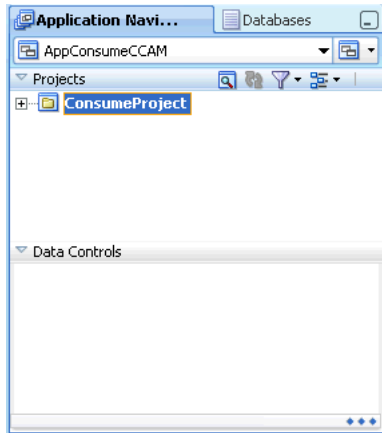 Application Navi... Databases
AppConsumeCCAM
Projects
ConsumeProject
Data Controls